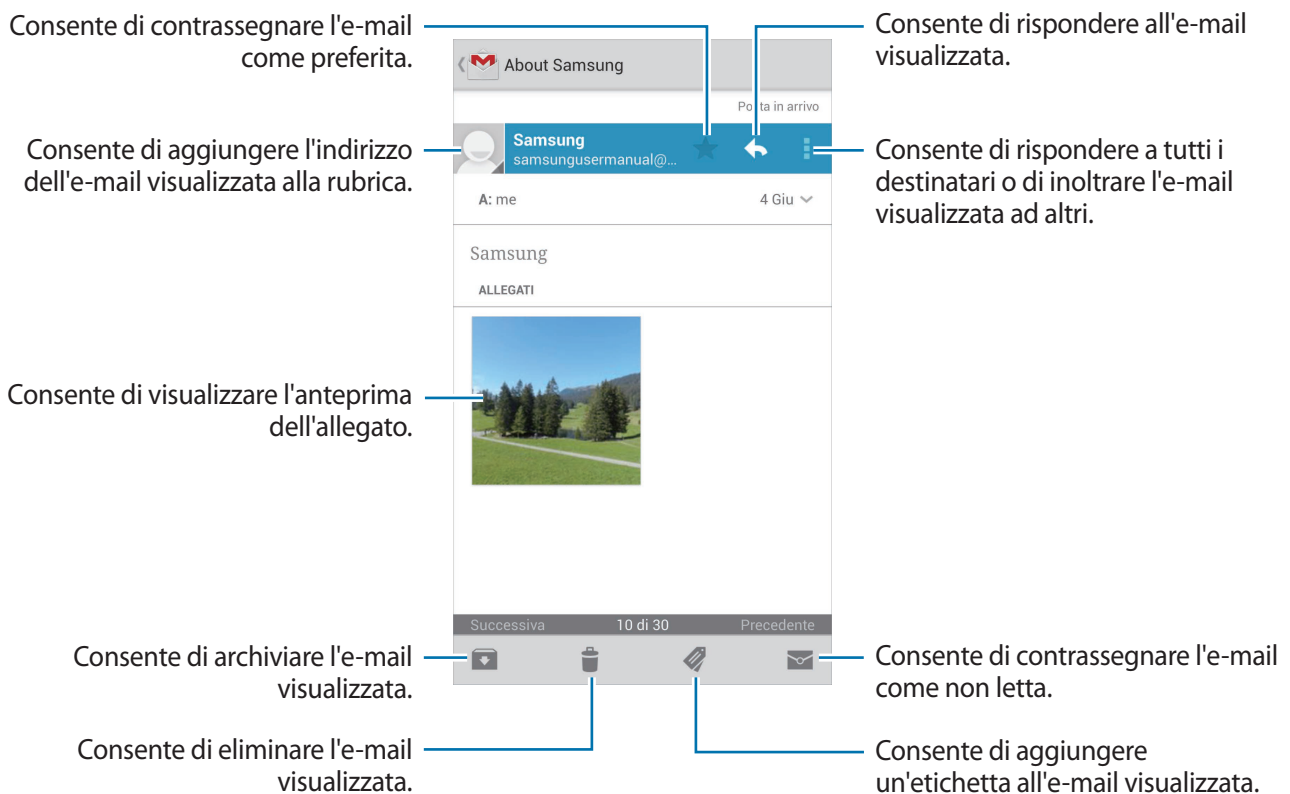 Consente di contrassegnare l'e-mail
come preferita.
Consente di rispondere all'e-mail
visualizzata.
About Samsung
Posta in arrivo
Consente di aggiungere l'indirizzo
dell'e-mail visualizzata alla rubrica.
Samsung
samsungusermanual@...
Consente di rispondere a tutti i
destinatari o di inoltrare l'e-mail
visualizzata ad altri.
A: me
4 Giu
Samsung
ALLEGATI
Consente di visualizzare l'anteprima
dell'allegato.
Successiva
10 di 30
Precedente
Consente di archiviare l'e-mail
visualizzata.
Consente di contrassegnare l'e-mail
come non letta.
Consente di eliminare l'e-mail
visualizzata.
Consente di aggiungere
un'etichetta all'e-mail visualizzata.